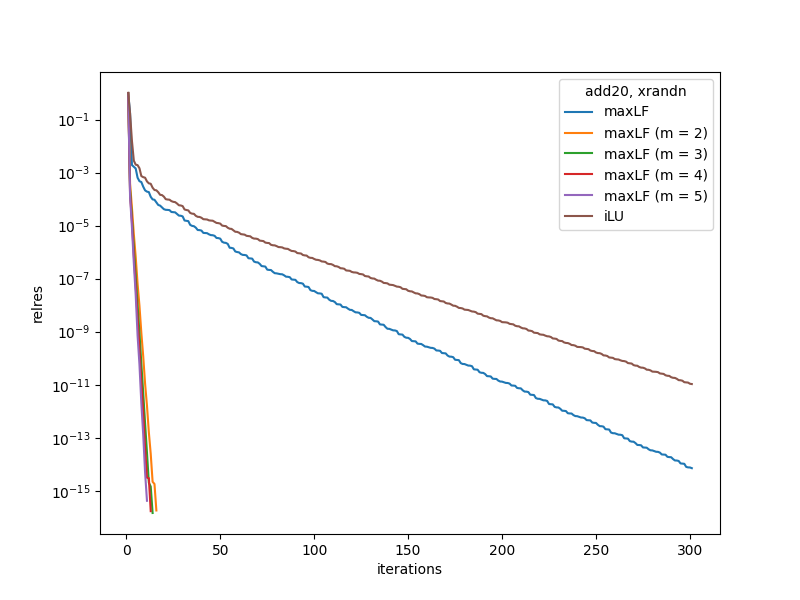 add20, xrandn
maxLF
maxLF (m = 2)
maxLF (m = 3)
maxLF (m = 4)
maxLF (m = 5)
iLU
relres
10⁻¹
10⁻³
10⁻⁵
10⁻⁷
10⁻⁹
10⁻¹¹
10⁻¹³
10⁻¹⁵
0 50 100 150 200 250 300
iterations